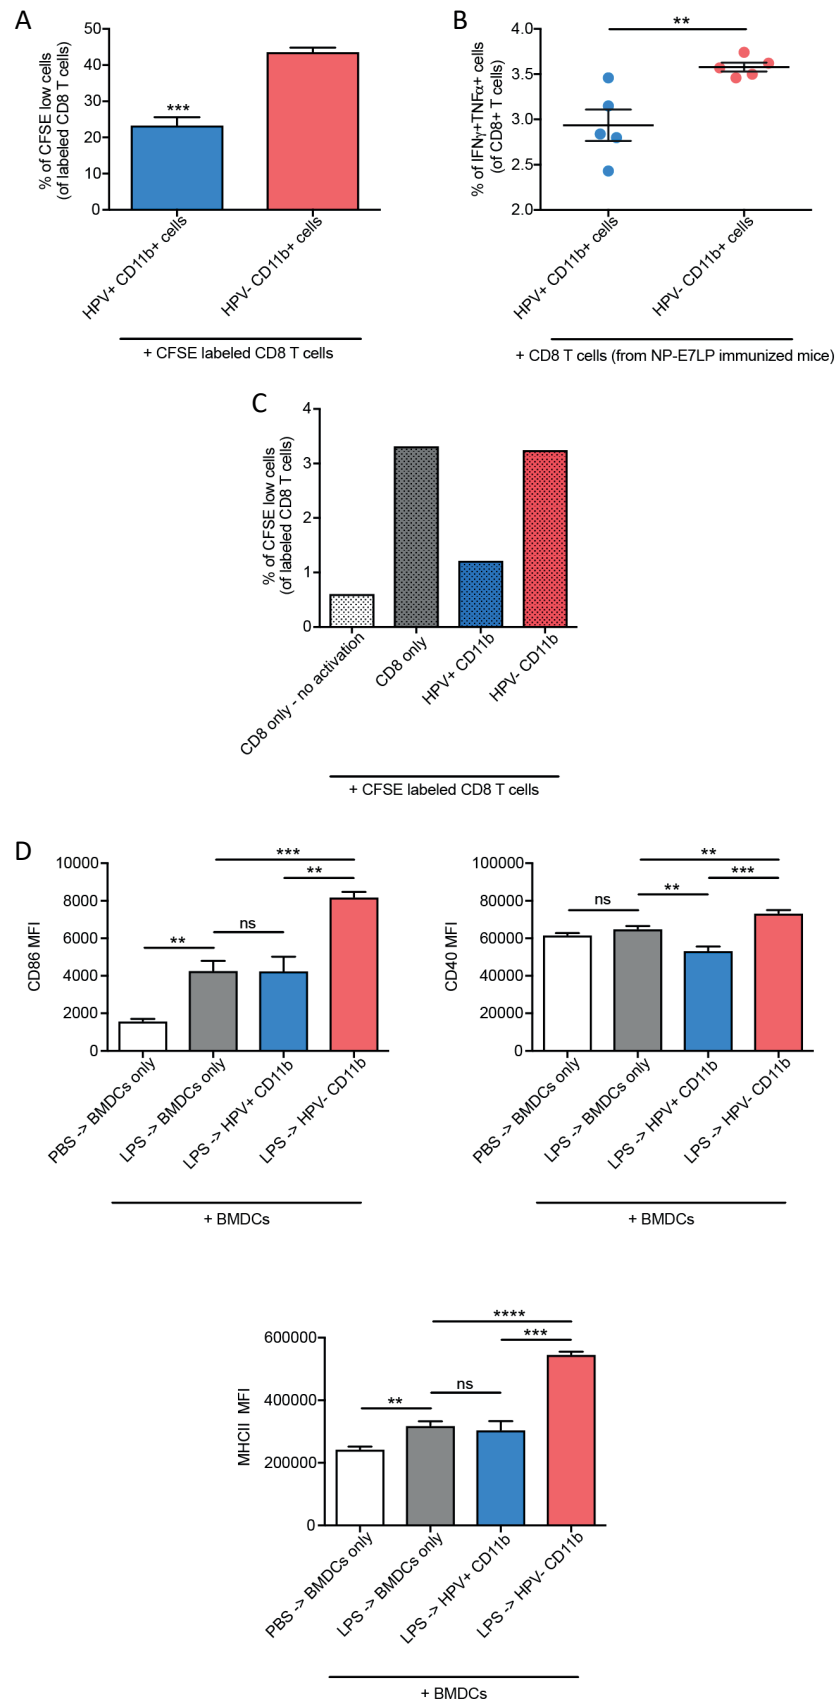 A
% of CFSE low cells
(of labeled CD8 T cells)
50
40
30
20
10
0
***
HPV+ CD11b+ cells
HPV- CD11b+ cells
+ CFSE labeled CD8 T cells
B
% of IFNγ+TNFα+ cells
(of CD8+ T cells)
4.0
3.5
3.0
2.5
2.0
**
HPV+ CD11b+ cells
HPV- CD11b+ cells
+ CD8 T cells (from NP-E7LP immunized mice)
C
% of CFSE low cells
(of labeled CD8 T cells)
4
3
2
1
0
CD8 only - no activation
CD8 only
HPV+ CD11b
HPV- CD11b
+ CFSE labeled CD8 T cells
D
CD86 MFI
10000
8000
6000
4000
2000
0
***
**
ns
**
PBS -> BMDCs only
LPS -> BMDCs only
LPS -> HPV+ CD11b
LPS -> HPV- CD11b
+ BMDCs
CD40 MFI
100000
80000
60000
40000
20000
0
**
***
**
ns
PBS -> BMDCs only
LPS -> BMDCs only
LPS -> HPV+ CD11b
LPS -> HPV- CD11b
+ BMDCs
MHCII MFI
600000
400000
200000
0
****
***
ns
**
PBS -> BMDCs only
LPS -> BMDCs only
LPS -> HPV+ CD11b
LPS -> HPV- CD11b
+ BMDCs